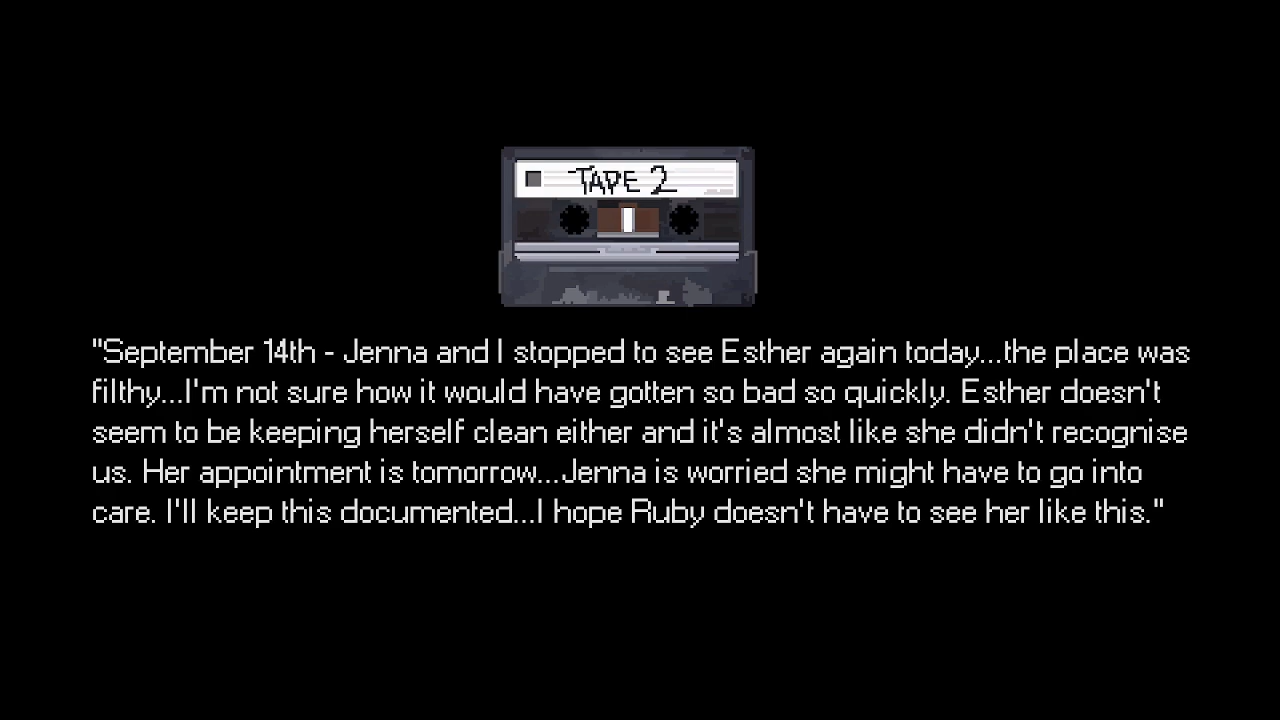 TAPE 2
"September 14th - Jenna and I stopped to see Esther again today...the place was
filthy...I'm not sure how it would have gotten so bad so quickly. Esther doesn't
seem to be keeping herself clean either and it's almost like she didn't recognise
us. Her appointment is tomorrow...Jenna is worried she might have to go into
care. I'll keep this documented...I hope Ruby doesn't have to see her like this."